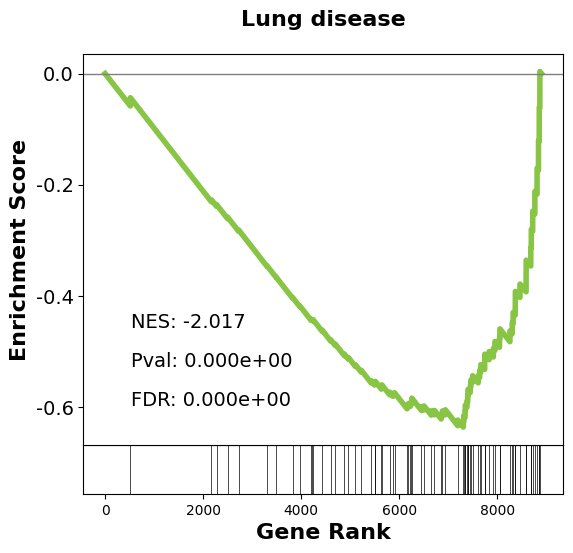 Lung disease
Enrichment Score
0.0
-0.2
-0.4
-0.6
NES: -2.017
Pval: 0.000e+00
FDR: 0.000e+00
0 2000 4000 6000 8000
Gene Rank